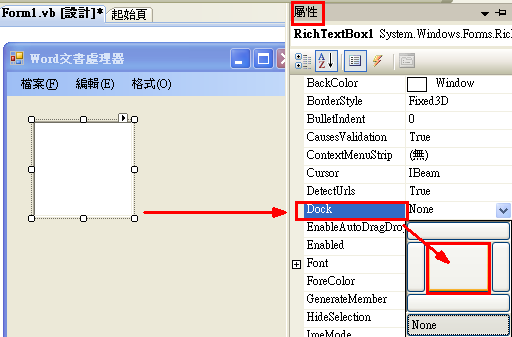 Form1.vb [設計]* 起始頁
Word文書處理器
檔案(F) 編輯(E) 格式(O)
屬性
RichTextBox1 System.Windows.Forms.Ric
BackColor Window
BorderStyle Fixed3D
BulletIndent 0
CausesValidation True
ContextMenuStrip (無)
Cursor IBeam
DetectUrls True
Dock None
EnableAutoDragDrop
Enabled
Font
ForeColor
GenerateMember
HideSelection
None
ImeMode